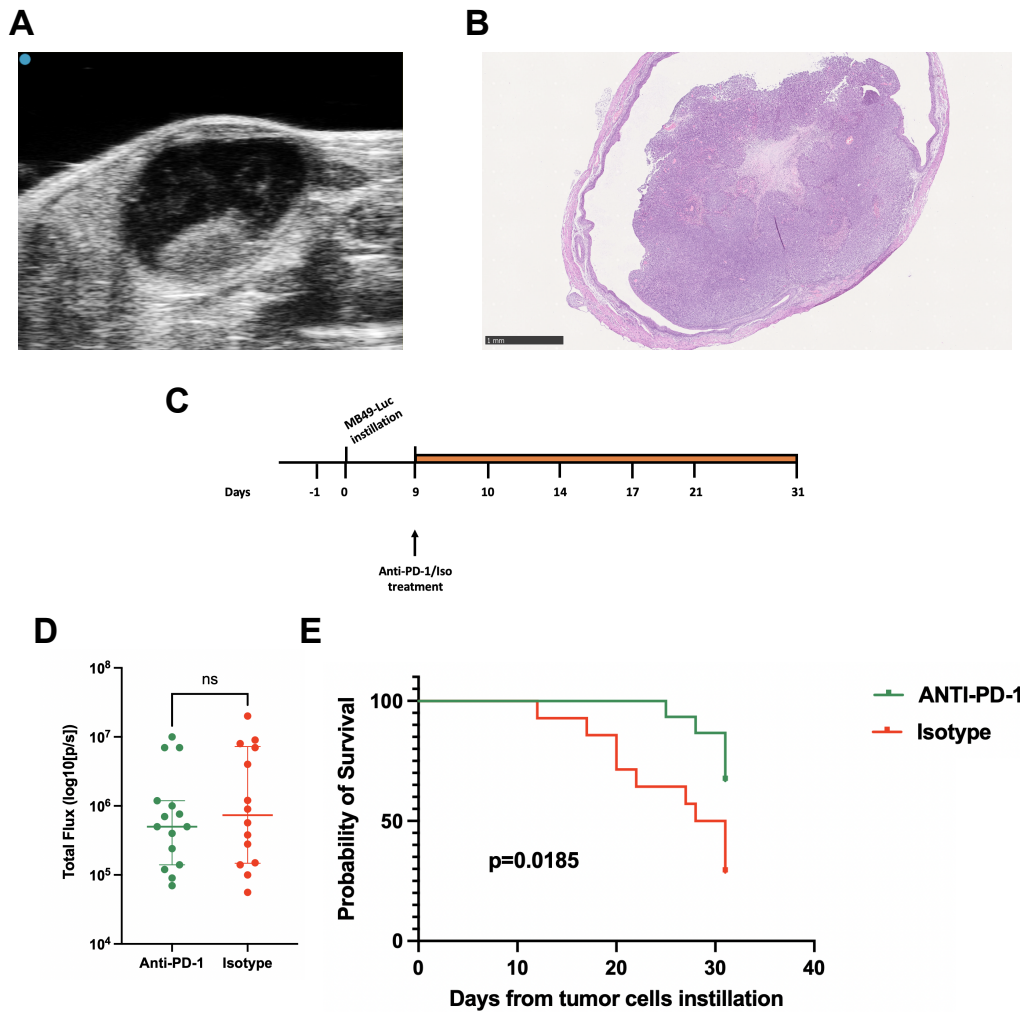 A
B
1 mm
C
MB49-Luc
instillation
Days
-1
0
9
10
14
17
21
31
Anti-PD-1/Iso
treatment
D
E
Total Flux (log10[p/s])
10⁸
10⁷
10⁶
10⁵
10⁴
ns
Anti-PD-1
Isotype
Probability of Survival
100
50
0
p=0.0185
0
10
20
30
40
Days from tumor cells instillation
ANTI-PD-1
Isotype